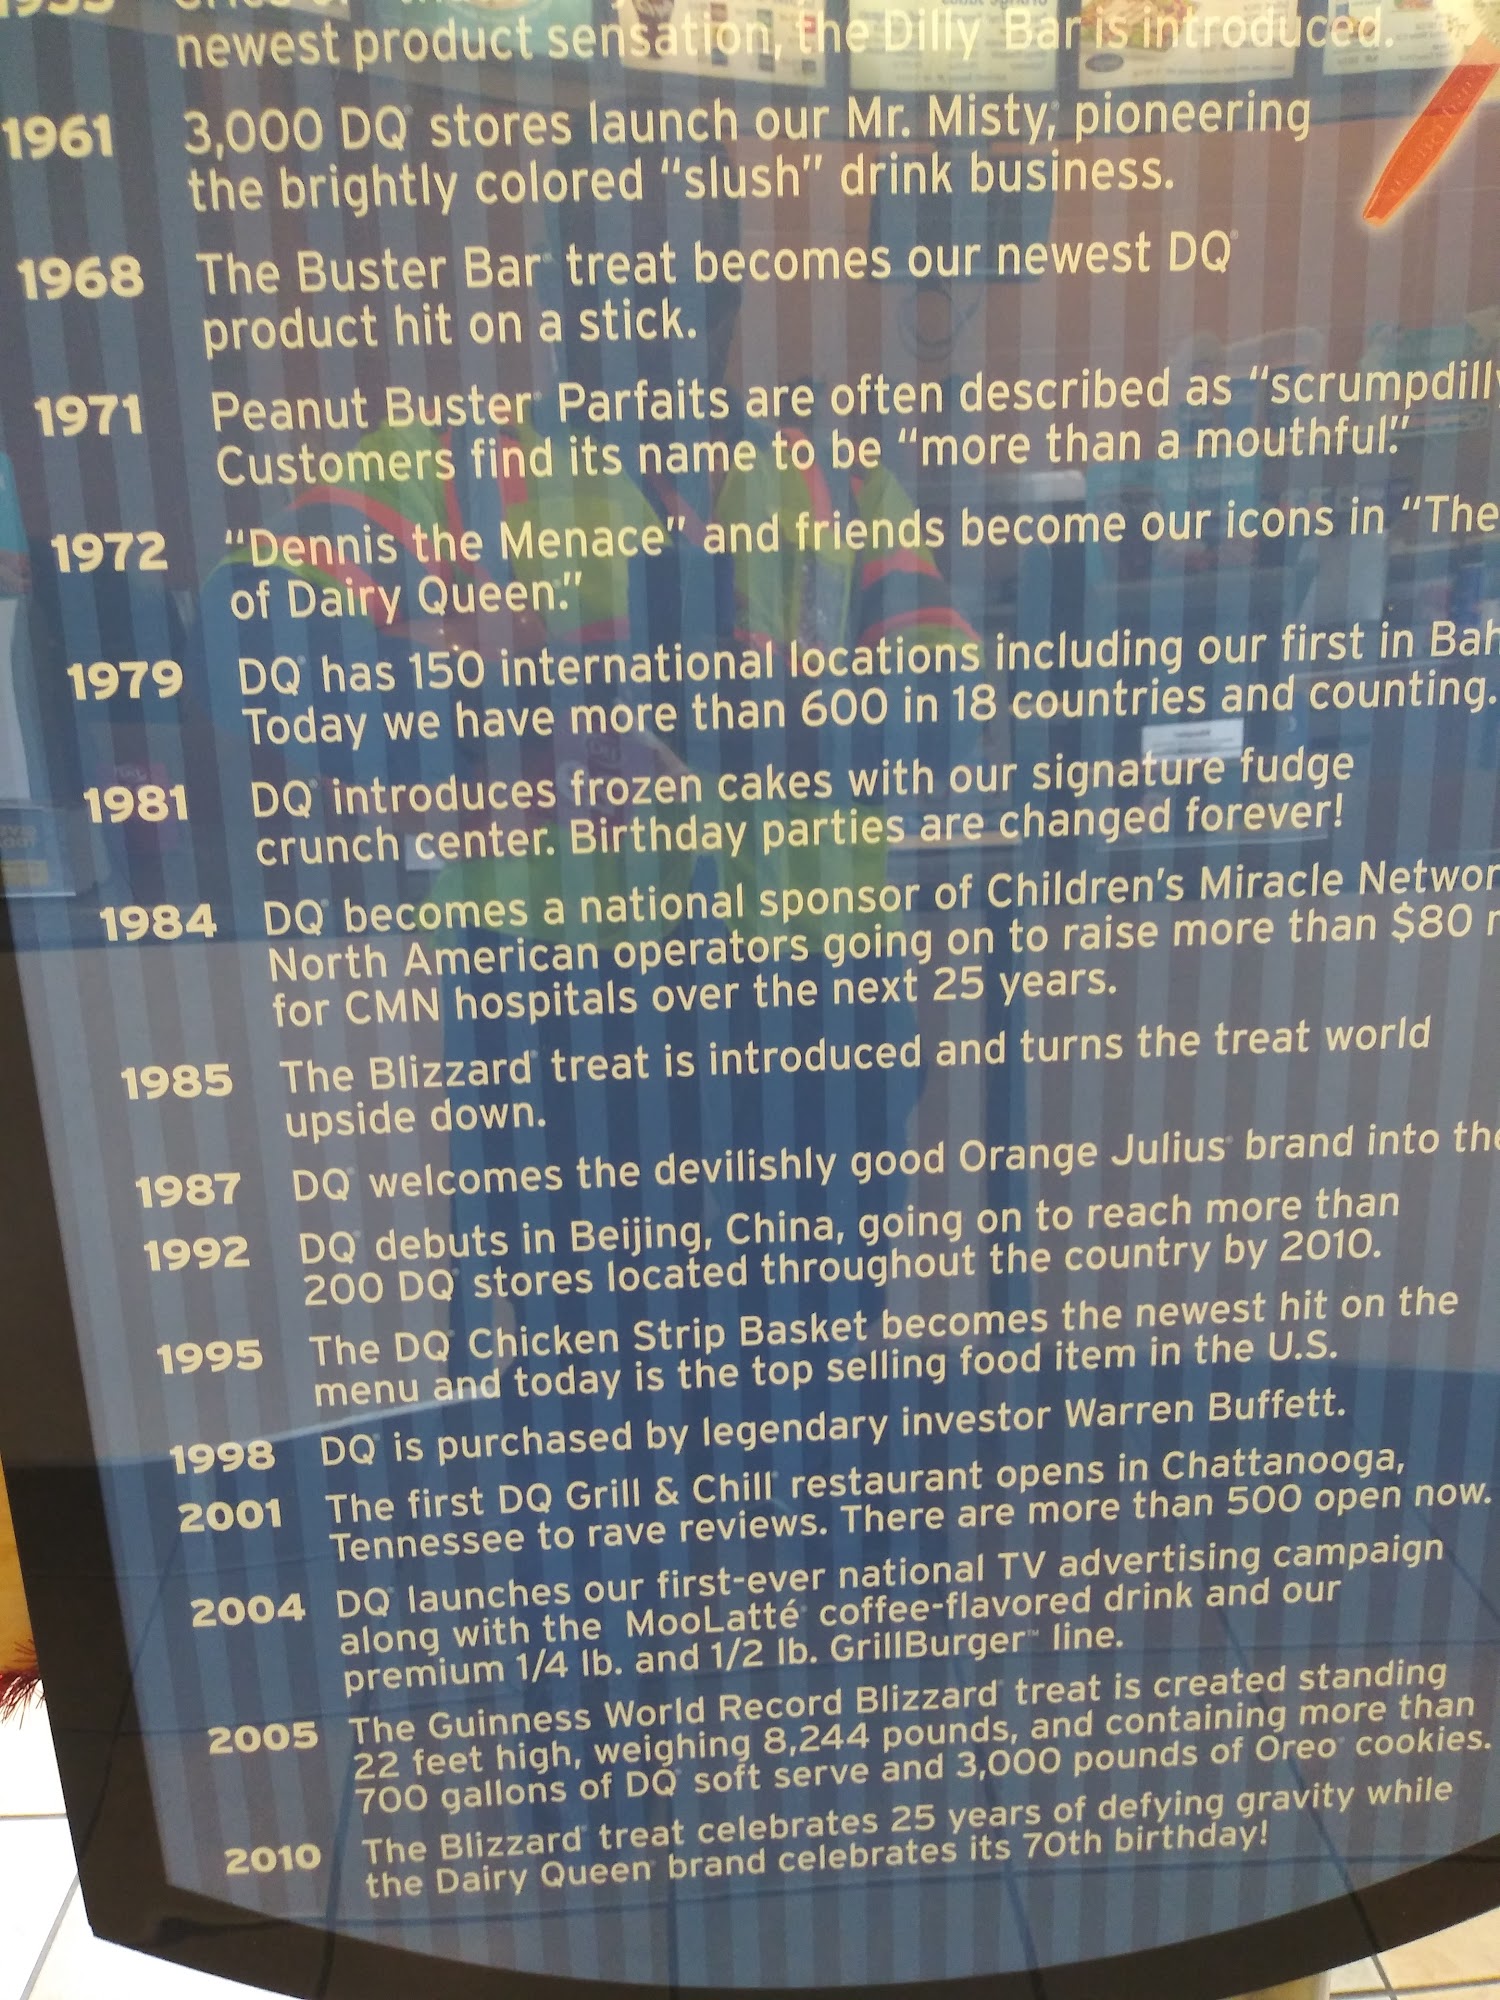 newest product sensation, the Dilly Bar is introduced.
1961 3,000 DQ® stores launch our Mr. Misty,® pioneering
the brightly colored "slush" drink business.
1968 The Buster Bar® treat becomes our newest DQ®
product hit on a stick.
1971 Peanut Buster® Parfaits are often described as "scrumpdilly
Customers find its name to be "more than a mouthful."
1972 "Dennis the Menace" and friends become our icons in "The
of Dairy Queen."
1979 DQ® has 150 international locations including our first in Bah
Today we have more than 600 in 18 countries and counting.
1981 DQ® introduces frozen cakes with our signature fudge
crunch center. Birthday parties are changed forever!
1984 DQ® becomes a national sponsor of Children's Miracle Networ
North American operators going on to raise more than $80
for CMN hospitals over the next 25 years.
1985 The Blizzard® treat is introduced and turns the treat world
upside down.
1987 DQ® welcomes the devilishly good Orange Julius® brand into the
1992 DQ® debuts in Beijing, China, going on to reach more than
200 DQ® stores located throughout the country by 2010.
1995 The DQ® Chicken Strip Basket becomes the newest hit on the
menu and today is the top selling food item in the U.S.
1998 DQ® is purchased by legendary investor Warren Buffett.
2001 The first DQ Grill & Chill® restaurant opens in Chattanooga,
Tennessee to rave reviews. There are more than 500 open now.
2004 DQ® launches our first-ever national TV advertising campaign
along with the MooLatté® coffee-flavored drink and our
premium 1/4 lb. and 1/2 lb. GrillBurger™ line.
2005 The Guinness World Record Blizzard® treat is created standing
22 feet high, weighing 8,244 pounds, and containing more than
700 gallons of DQ® soft serve and 3,000 pounds of Oreo® cookies.
2010 The Blizzard® treat celebrates 25 years of defying gravity while
the Dairy Queen® brand celebrates its 70th birthday!